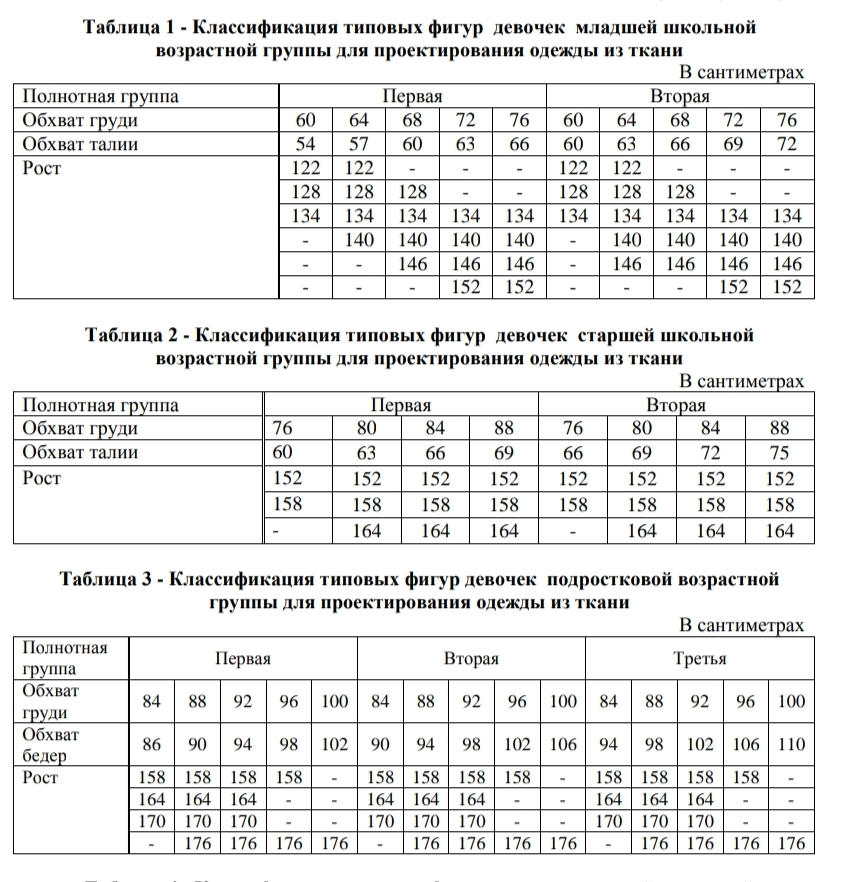 Таблица 1 - Классификация типовых фигур девочек младшей школьной
возрастной группы для проектирования одежды из ткани
В сантиметрах
Полнотная группа Первая Вторая
Обхват груди 60 64 68 72 76 60 64 68 72 76
Обхват талии 54 57 60 63 66 60 63 66 69 72
Рост 122 122 - - - 122 122 - - -
128 128 128 - - 128 128 128 - -
134 134 134 134 134 134 134 134 134 134
- 140 140 140 140 - 140 140 140 140
- - 146 146 146 - 146 146 146 146
- - - 152 152 - - - 152 152
Таблица 2 - Классификация типовых фигур девочек старшей школьной
возрастной группы для проектирования одежды из ткани
В сантиметрах
Полнотная группа Первая Вторая
Обхват груди 76 80 84 88 76 80 84 88
Обхват талии 60 63 66 69 66 69 72 75
Рост 152 152 152 152 152 152 152 152
158 158 158 158 158 158 158 158
- 164 164 164 - 164 164 164
Таблица 3 - Классификация типовых фигур девочек подростковой возрастной
группы для проектирования одежды из ткани
В сантиметрах
Полнотная
группа Первая Вторая Третья
Обхват
груди 84 88 92 96 100 84 88 92 96 100 84 88 92 96 100
Обхват
бедер 86 90 94 98 102 90 94 98 102 106 94 98 102 106 110
Рост 158 158 158 158 - 158 158 158 158 - 158 158 158 158 -
164 164 164 - - 164 164 164 - - 164 164 164 - -
170 170 170 - - 170 170 170 - - 170 170 170 - -
- 176 176 176 176 - 176 176 176 176 - 176 176 176 176